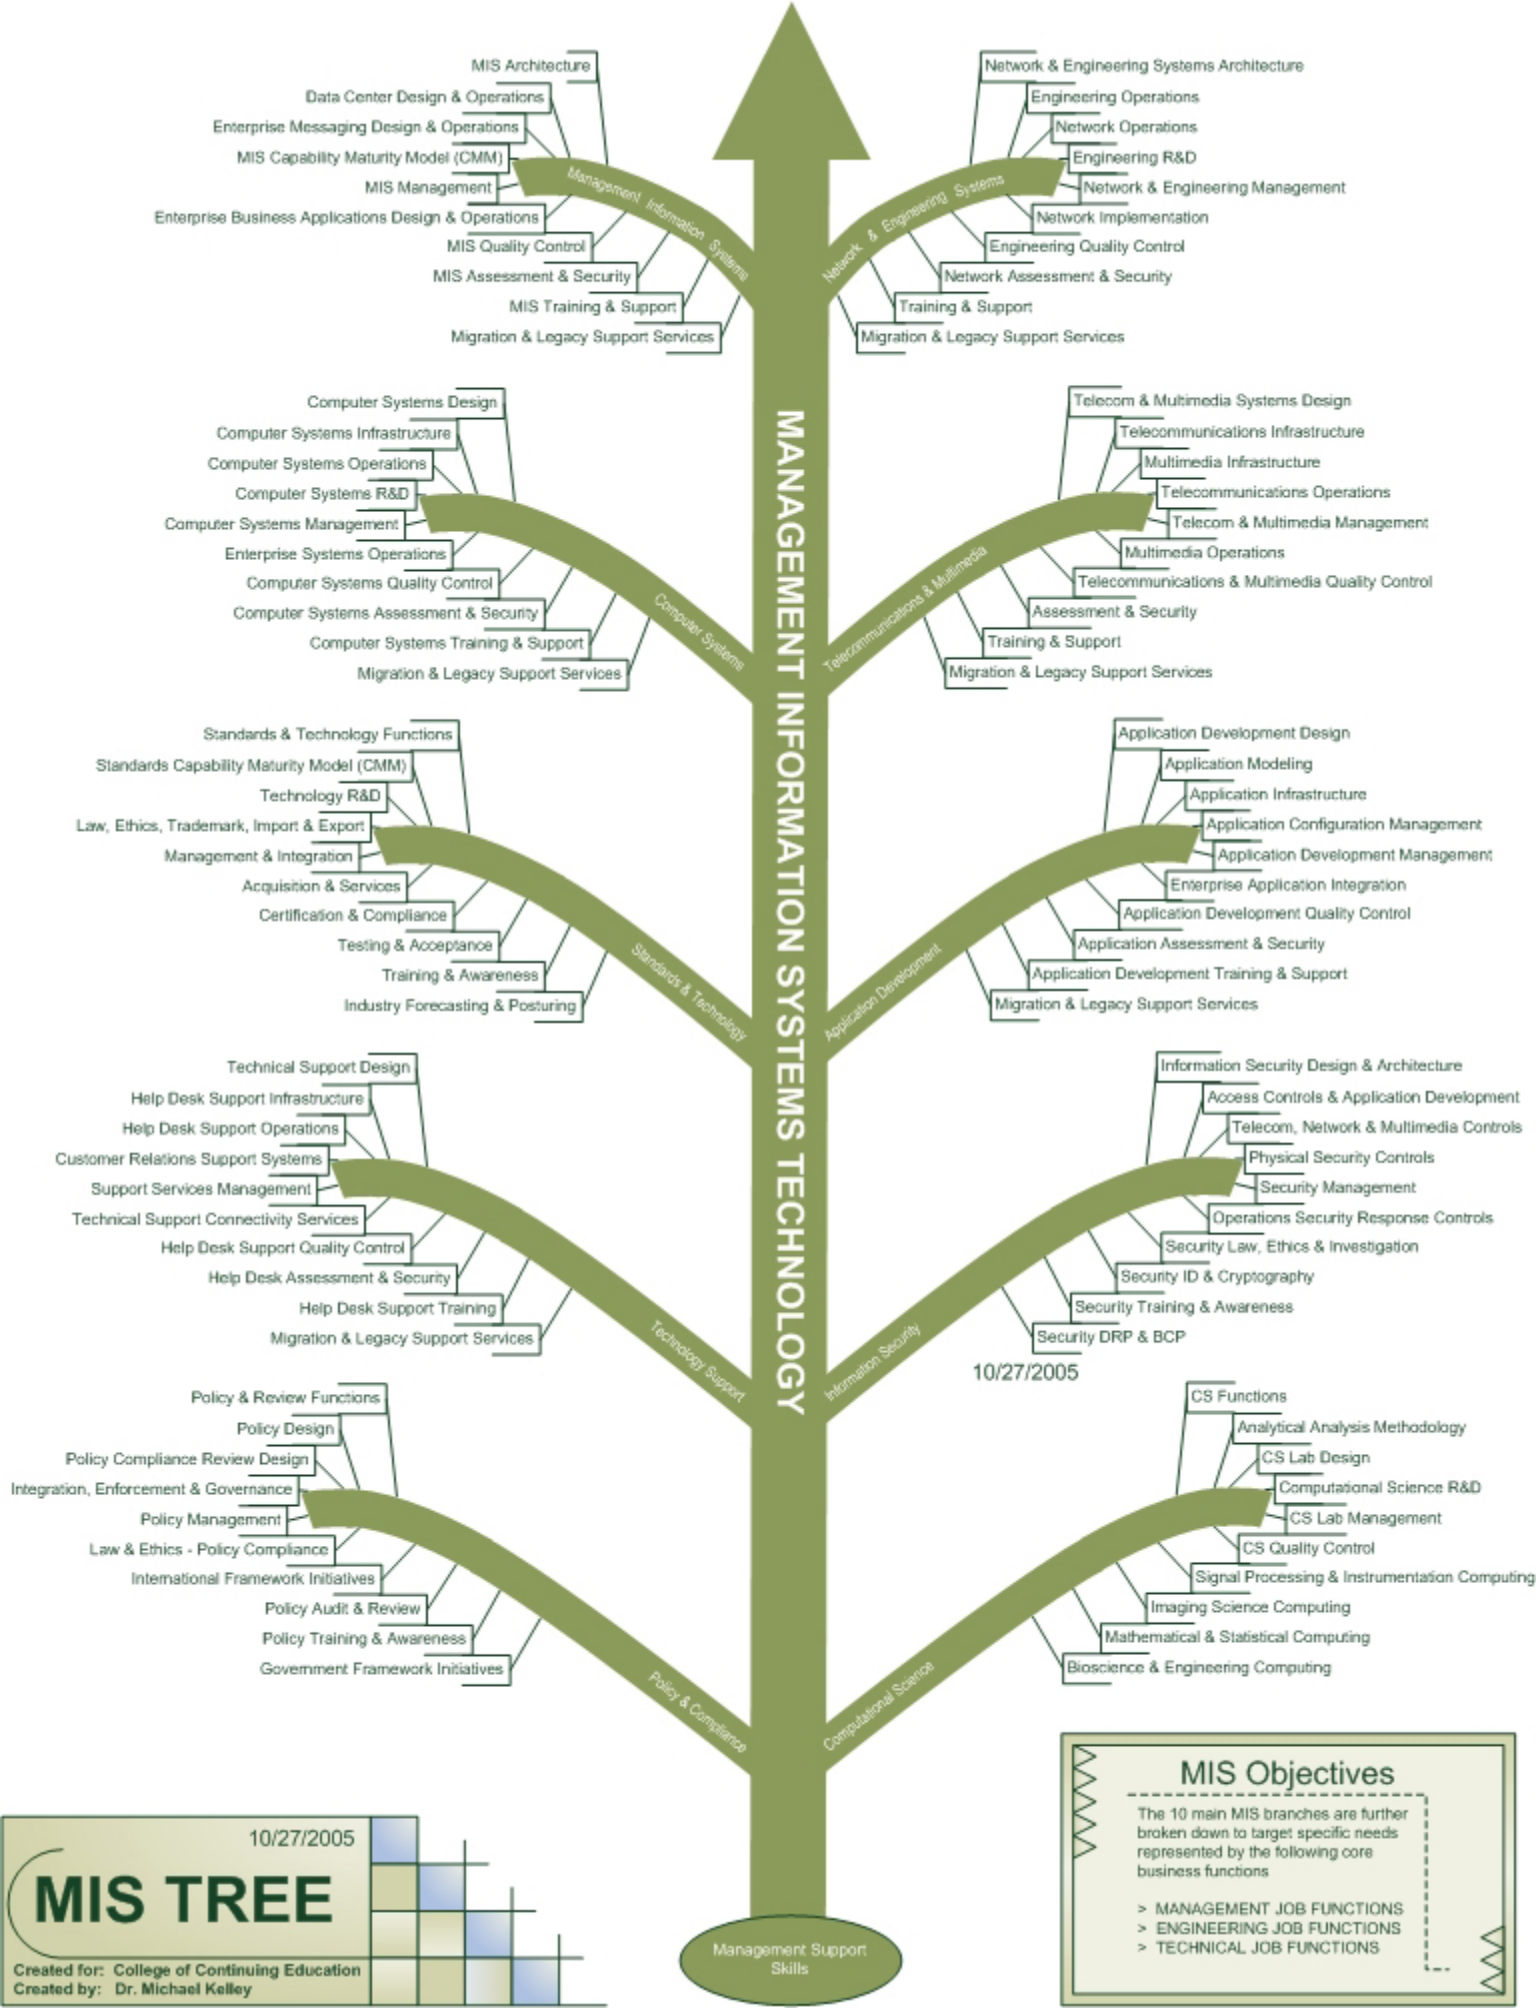 MIS Architecture
Data Center Design & Operations
Enterprise Messaging Design & Operations
MIS Capability Maturity Model (CMM)
MIS Management
Enterprise Business Applications Design & Operations
MIS Quality Control
MIS Assessment & Security
MIS Training & Support
Migration & Legacy Support Services
Management Information Systems
Network & Engineering Systems Architecture
Engineering Operations
Network Operations
Engineering R&D
Network & Engineering Management
Network Implementation
Engineering Quality Control
Network Assessment & Security
Training & Support
Migration & Legacy Support Services
Network & Engineering Systems
MANAGEMENT INFORMATION SYSTEMS TECHNOLOGY
Computer Systems Design
Computer Systems Infrastructure
Computer Systems Operations
Computer Systems R&D
Computer Systems Management
Enterprise Systems Operations
Computer Systems Quality Control
Computer Systems Assessment & Security
Computer Systems Training & Support
Migration & Legacy Support Services
Computer Systems
Telecom & Multimedia Systems Design
Telecommunications Infrastructure
Multimedia Infrastructure
Telecommunications Operations
Telecom & Multimedia Management
Multimedia Operations
Telecommunications & Multimedia Quality Control
Assessment & Security
Training & Support
Migration & Legacy Support Services
Telecommunications & Multimedia
Standards & Technology Functions
Standards Capability Maturity Model (CMM)
Technology R&D
Law, Ethics, Trademark, Import & Export
Management & Integration
Acquisition & Services
Certification & Compliance
Testing & Acceptance
Training & Awareness
Industry Forecasting & Posturing
Standards & Technology
Application Development Design
Application Modeling
Application Infrastructure
Application Configuration Management
Application Development Management
Enterprise Application Integration
Application Development Quality Control
Application Assessment & Security
Application Development Training & Support
Migration & Legacy Support Services
Application Development
Technical Support Design
Help Desk Support Infrastructure
Help Desk Support Operations
Customer Relations Support Systems
Support Services Management
Technical Support Connectivity Services
Help Desk Support Quality Control
Help Desk Assessment & Security
Help Desk Support Training
Migration & Legacy Support Services
Technology Support
Information Security Design & Architecture
Access Controls & Application Development
Telecom, Network & Multimedia Controls
Physical Security Controls
Security Management
Operations Security Response Controls
Security Law, Ethics & Investigation
Security ID & Cryptography
Security Training & Awareness
Security DRP & BCP
Information Security
10/27/2005
Policy & Review Functions
Policy Design
Policy Compliance Review Design
Integration, Enforcement & Governance
Policy Management
Law & Ethics - Policy Compliance
International Framework Initiatives
Policy Audit & Review
Policy Training & Awareness
Government Framework Initiatives
Policy & Compliance
CS Functions
Analytical Analysis Methodology
CS Lab Design
Computational Science R&D
CS Lab Management
CS Quality Control
Signal Processing & Instrumentation Computing
Imaging Science Computing
Mathematical & Statistical Computing
Bioscience & Engineering Computing
Computational Science
10/27/2005
MIS TREE
Created for: College of Continuing Education
Created by: Dr. Michael Kelley
Management Support
Skills
MIS Objectives
The 10 main MIS branches are further
broken down to target specific needs
represented by the following core
business functions
> MANAGEMENT JOB FUNCTIONS
> ENGINEERING JOB FUNCTIONS
> TECHNICAL JOB FUNCTIONS